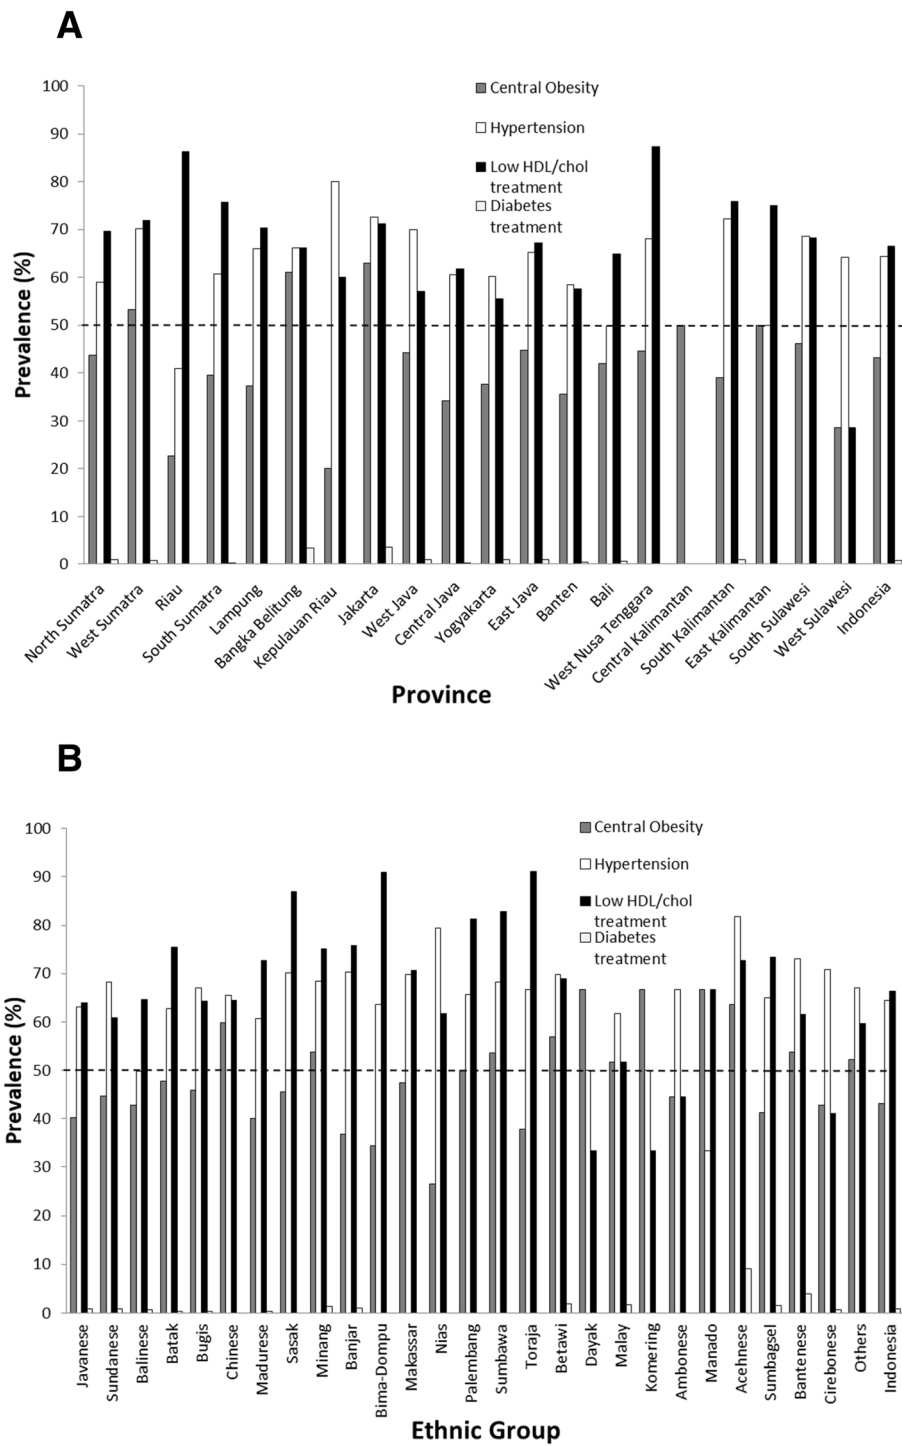 A
100
90
80
70
60
50
40
30
20
10
0
Prevalence (%)
Central Obesity
Hypertension
Low HDL/chol
treatment
Diabetes
treatment
North Sumatra
West Sumatra
Riau
South Sumatra
Lampung
Bangka Belitung
Kepulauan Riau
Jakarta
West Java
Central Java
Yogyakarta
East Java
Banten
Bali
West Nusa Tenggara
Central Kalimantan
South Kalimantan
East Kalimantan
South Sulawesi
West Sulawesi
Indonesia
Province
B
100
90
80
70
60
50
40
30
20
10
0
Prevalence (%)
Central Obesity
Hypertension
Low HDL/chol
treatment
Diabetes
treatment
Javanese
Sundanese
Balinese
Batak
Bugis
Chinese
Madurese
Sasak
Minang
Banjar
Bima-Dompu
Makassar
Nias
Palembang
Sumbawa
Toraja
Betawi
Dayak
Malay
Komering
Ambonese
Manado
Acehnese
Sumbagsel
Bantenese
Cirebonese
Others
Indonesia
Ethnic Group